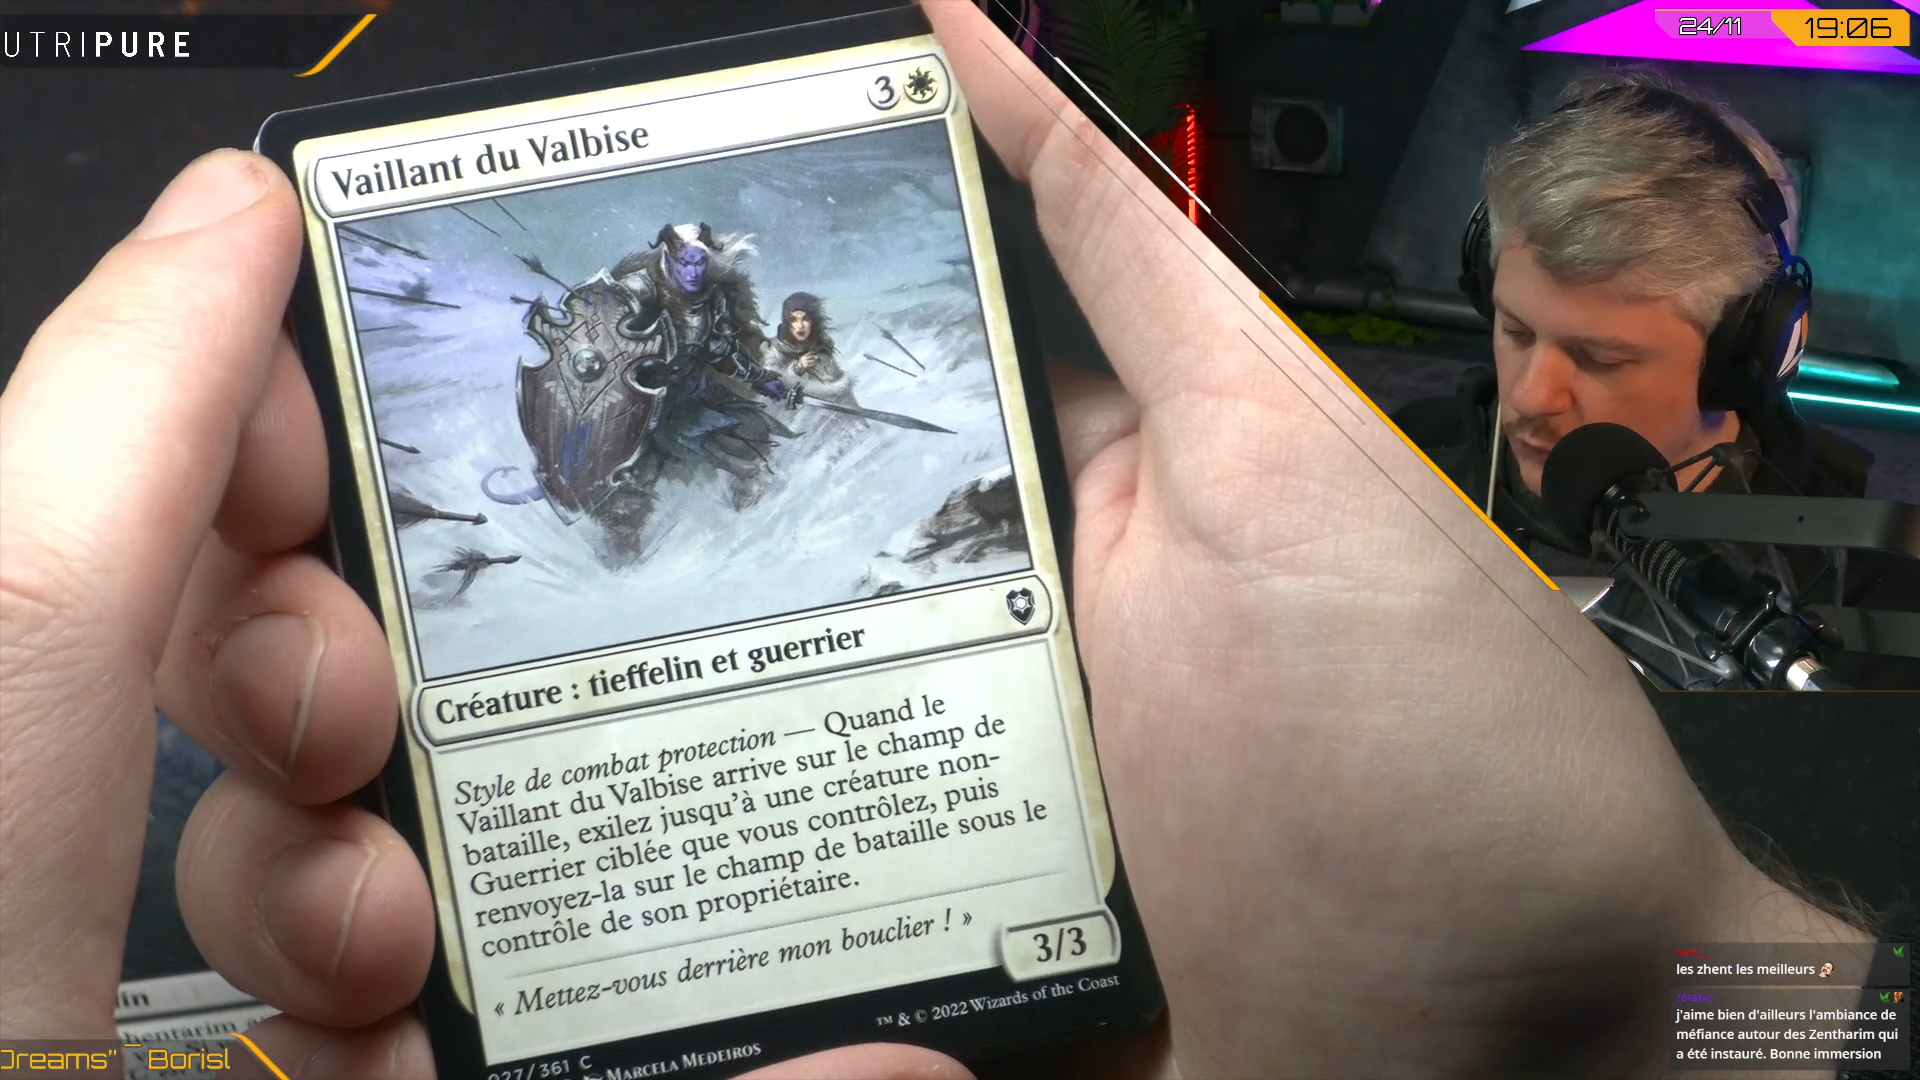 UTRIPURE
24/11
19:06
Vaillant du Valbise
3
Créature : tieffelin et guerrier
Style de combat protection — Quand le
Vaillant du Valbise arrive sur le champ de
bataille, exilez jusqu'à une créature non-
Guerrier ciblée que vous contrôlez, puis
renvoyez-la sur le champ de bataille sous le
contrôle de son propriétaire.
« Mettez-vous derrière mon bouclier ! »
3/3
™ & © 2022 Wizards of the Coast
027/361 C
MARCELA MEDEIROS
Dreams" – Borisl
les zhent les meilleurs
j'aime bien d'ailleurs l'ambiance de
méfiance autour des Zentharim qui
a été instauré. Bonne immersion